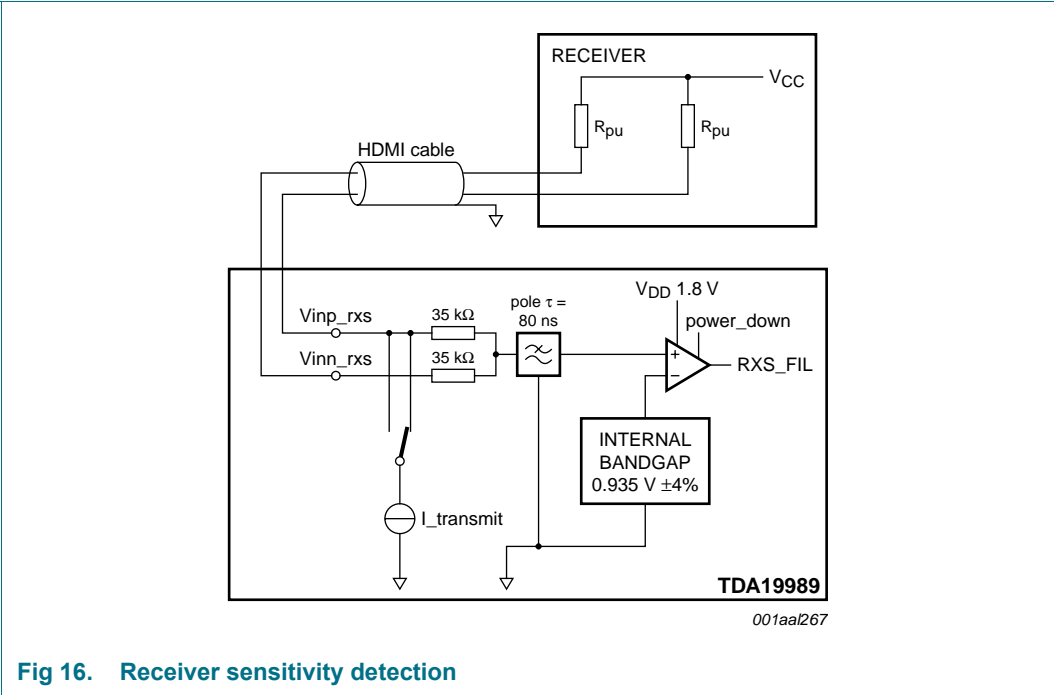 RECEIVER
VCC
Rpu
Rpu
HDMI cable
VDD 1.8 V
pole τ =
80 ns
power_down
Vinp_rxs
35 kΩ
Vinn_rxs
35 kΩ
+
−
RXS_FIL
INTERNAL
BANDGAP
0.935 V ±4%
I_transmit
TDA19989
001aal267
Fig 16. Receiver sensitivity detection